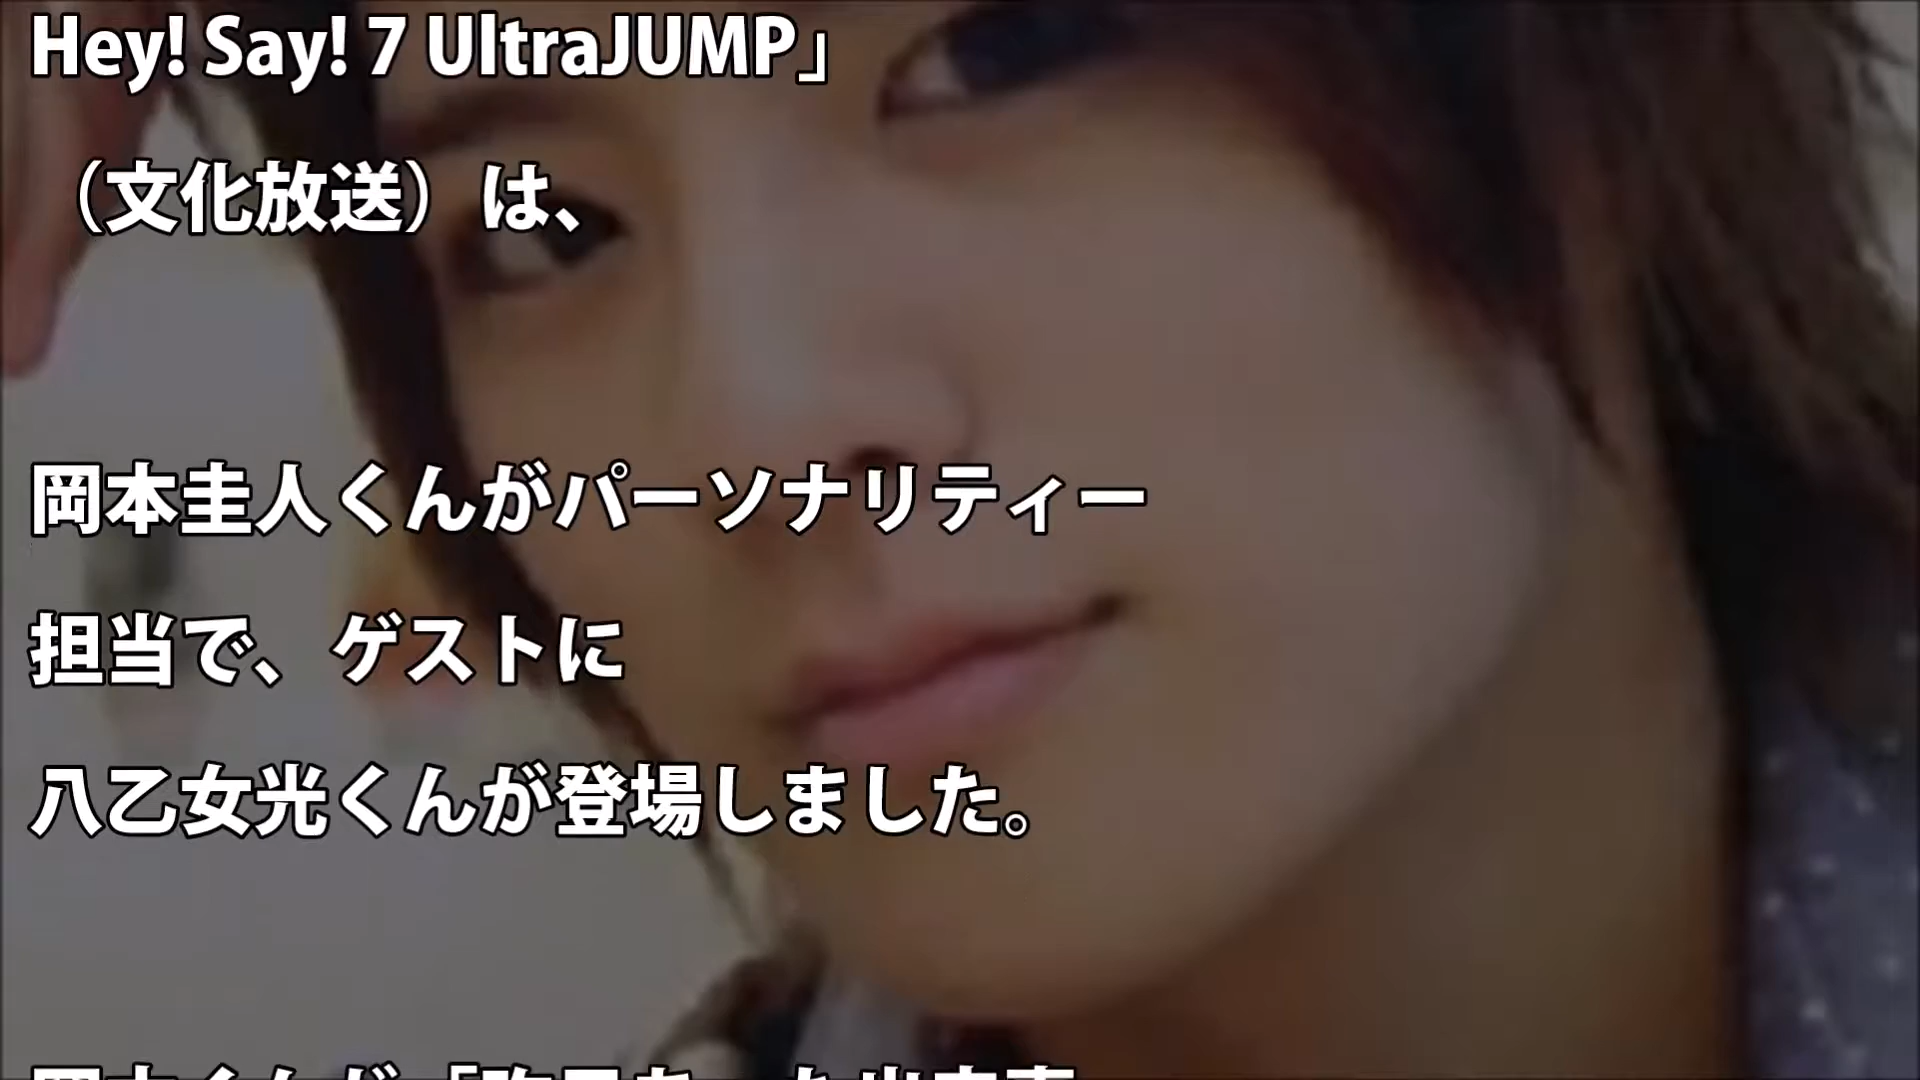 Hey! Say! 7 UltraJUMP」
（文化放送）は、
岡本圭人くんがパーソナリティー
担当で、ゲストに
八乙女光くんが登場しました。